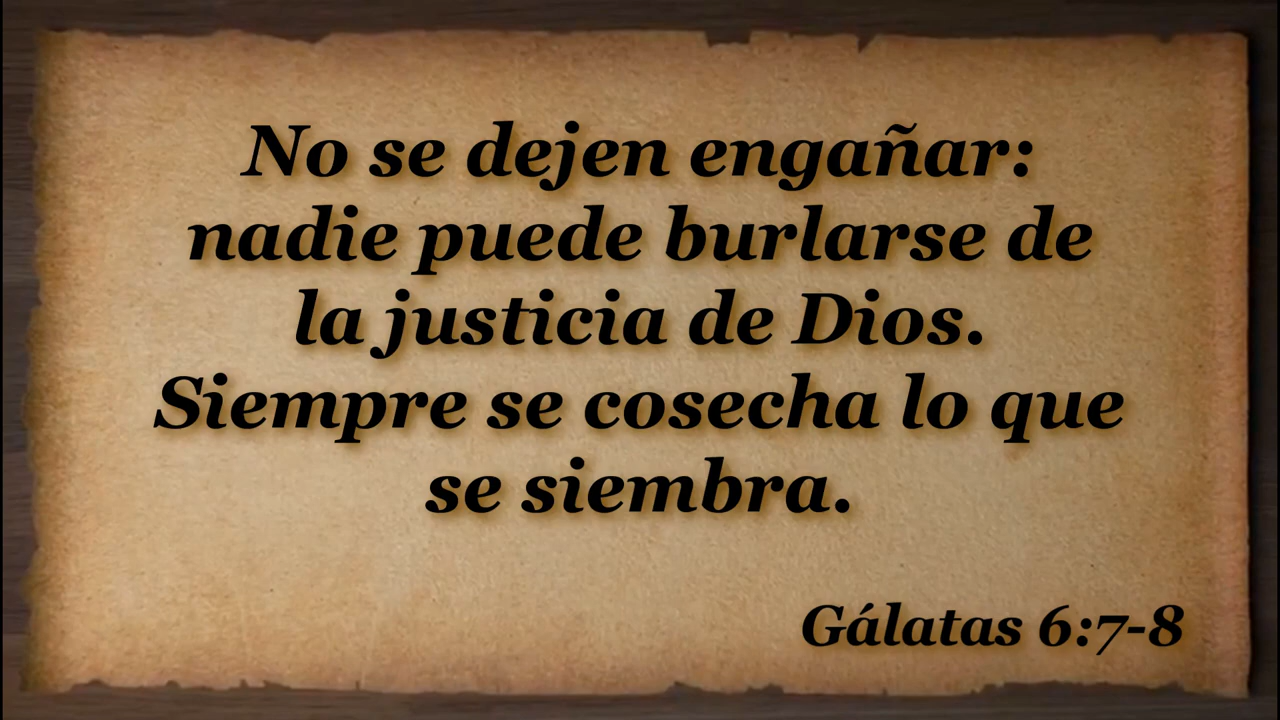 No se dejen engañar:
nadie puede burlarse de
la justicia de Dios.
Siempre se cosecha lo que
se siembra.
Gálatas 6:7-8